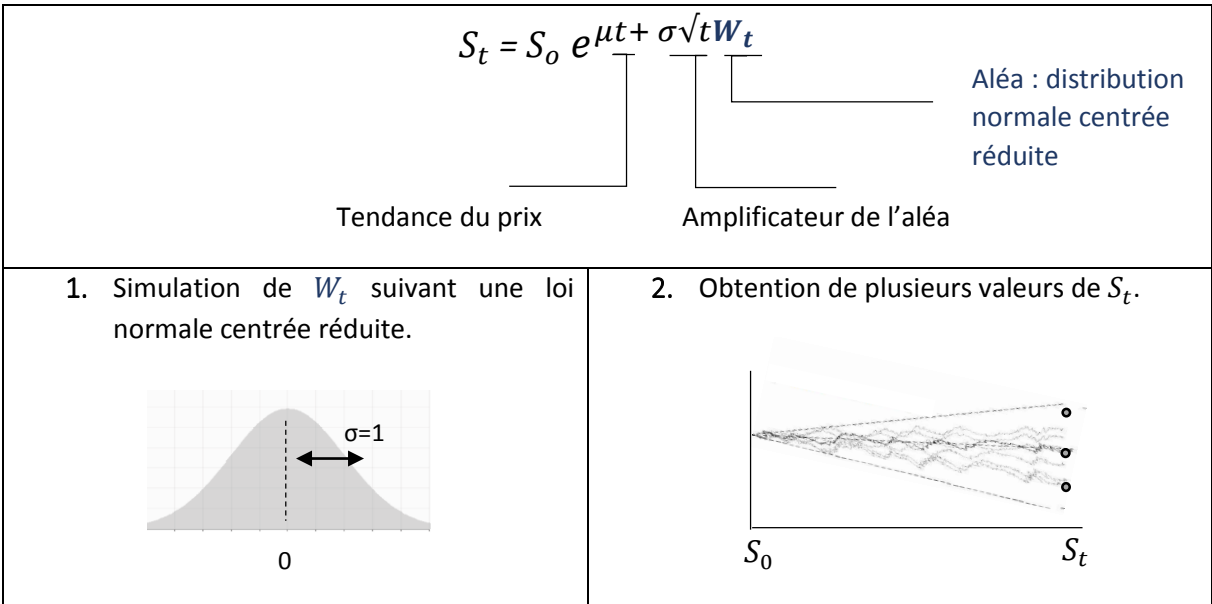 S_t = S_o e^{μt + σ√t W_t}
Aléa : distribution
normale centrée
réduite
Tendance du prix
Amplificateur de l’aléa
1. Simulation de W_t suivant une loi
normale centrée réduite.
σ=1
0
2. Obtention de plusieurs valeurs de S_t.
S_0
S_t